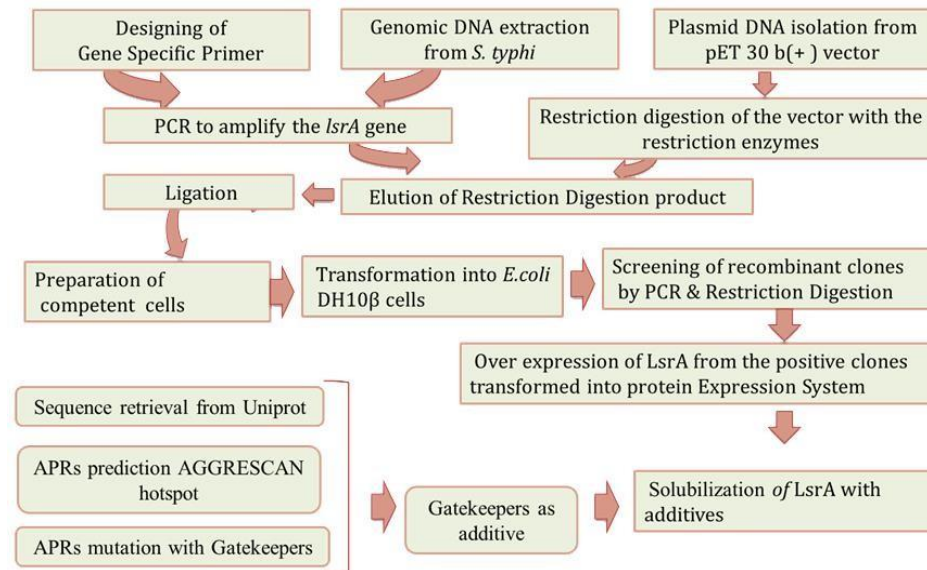 Designing of
Gene Specific Primer
Genomic DNA extraction
from S. typhi
Plasmid DNA isolation from
pET 30 b(+ ) vector
PCR to amplify the lsrA gene
Restriction digestion of the vector with the
restriction enzymes
Ligation
Elution of Restriction Digestion product
Preparation of
competent cells
Transformation into E.coli
DH10β cells
Screening of recombinant clones
by PCR & Restriction Digestion
Over expression of LsrA from the positive clones
transformed into protein Expression System
Sequence retrieval from Uniprot
APRs prediction AGGRESCAN
hotspot
APRs mutation with Gatekeepers
Gatekeepers as
additive
Solubilization of LsrA with
additives